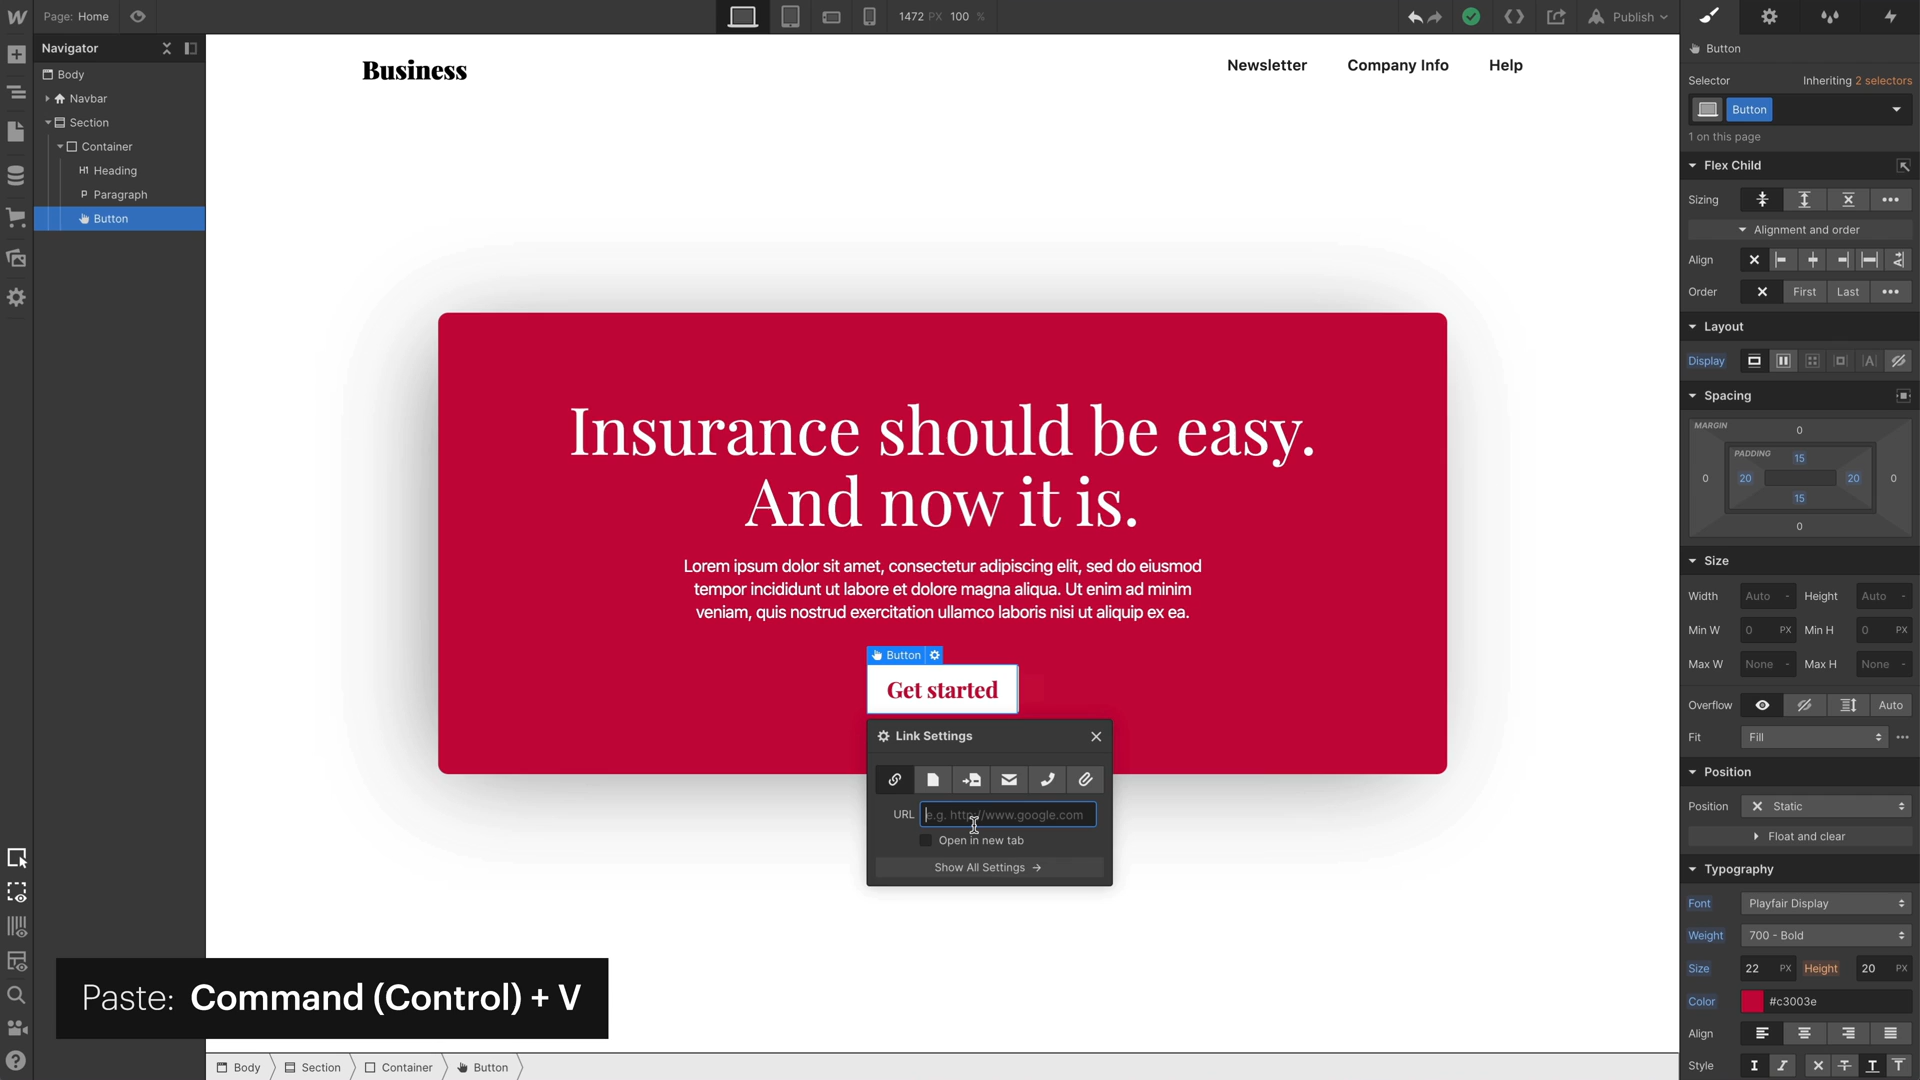 Page: Home
1472 PX 100 %
Publish
Navigator
Body
Navbar
Section
Container
H1 Heading
P Paragraph
Button
Business
Newsletter Company Info Help
Insurance should be easy.
And now it is.
Lorem ipsum dolor sit amet, consectetur adipiscing elit, sed do eiusmod
tempor incididunt ut labore et dolore magna aliqua. Ut enim ad minim
veniam, quis nostrud exercitation ullamco laboris nisi ut aliquip ex ea.
Button
Get started
Link Settings
URL e.g. http://www.google.com
Open in new tab
Show All Settings
Paste: Command (Control) + V
Body Section Container Button
Button
Selector Inheriting 2 selectors
Button
1 on this page
Flex Child
Sizing
Alignment and order
Align
Order First Last
Layout
Display
Spacing
MARGIN 0
PADDING 15
0 20 20 0
15
0
Size
Width Auto - Height Auto -
Min W 0 PX Min H 0 PX
Max W None - Max H None -
Overflow Auto
Fit Fill
Position
Position Static
Float and clear
Typography
Font Playfair Display
Weight 700 - Bold
Size 22 PX Height 20 PX
Color #c3003e
Align
Style